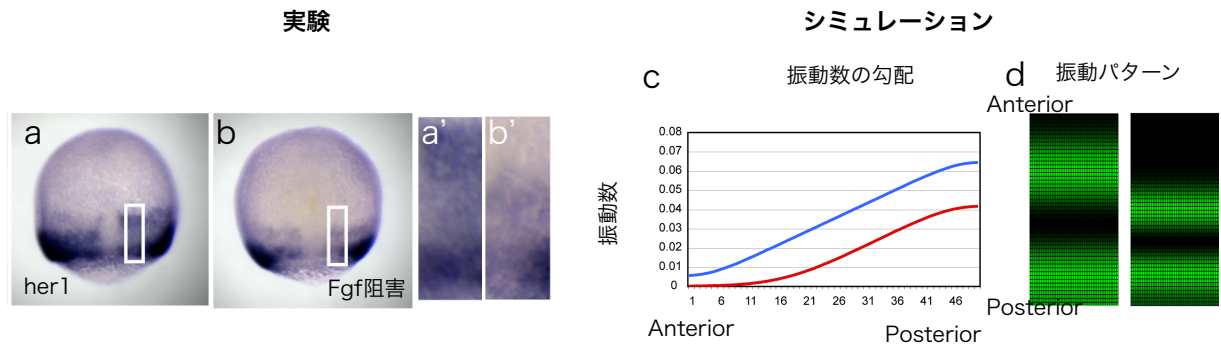 実験
シミュレーション
a
her1
b
Fgf阻害
a'
b'
c
振動数の勾配
振動数
0.08
0.07
0.06
0.05
0.04
0.03
0.02
0.01
0
1 6 11 16 21 26 31 36 41 46
Anterior
Posterior
d
振動パターン
Anterior
Posterior